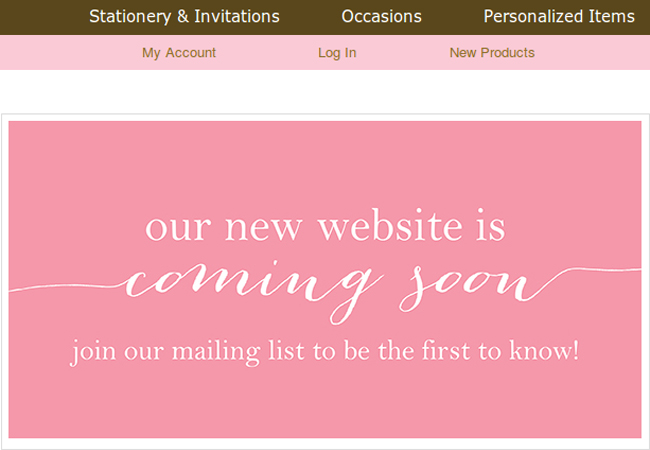 Stationery & Invitations Occasions Personalized Items
My Account Log In New Products
our new website is
coming soon
join our mailing list to be the first to know!